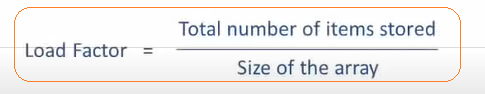 Total number of items stored
Load Factor =
Size of the array